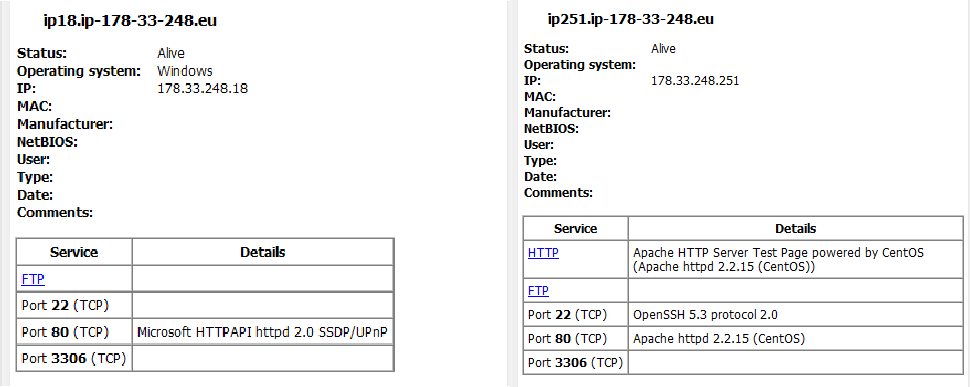 ip18.ip-178-33-248.eu
Status: Alive
Operating system: Windows
IP: 178.33.248.18
MAC:
Manufacturer:
NetBIOS:
User:
Type:
Date:
Comments:
Service Details
FTP
Port 22 (TCP)
Port 80 (TCP) Microsoft HTTPAPI httpd 2.0 SSDP/UPnP
Port 3306 (TCP)
ip251.ip-178-33-248.eu
Status: Alive
Operating system:
IP: 178.33.248.251
MAC:
Manufacturer:
NetBIOS:
User:
Type:
Date:
Comments:
Service Details
HTTP Apache HTTP Server Test Page powered by CentOS
(Apache httpd 2.2.15 (CentOS))
FTP
Port 22 (TCP) OpenSSH 5.3 protocol 2.0
Port 80 (TCP) Apache httpd 2.2.15 (CentOS)
Port 3306 (TCP)